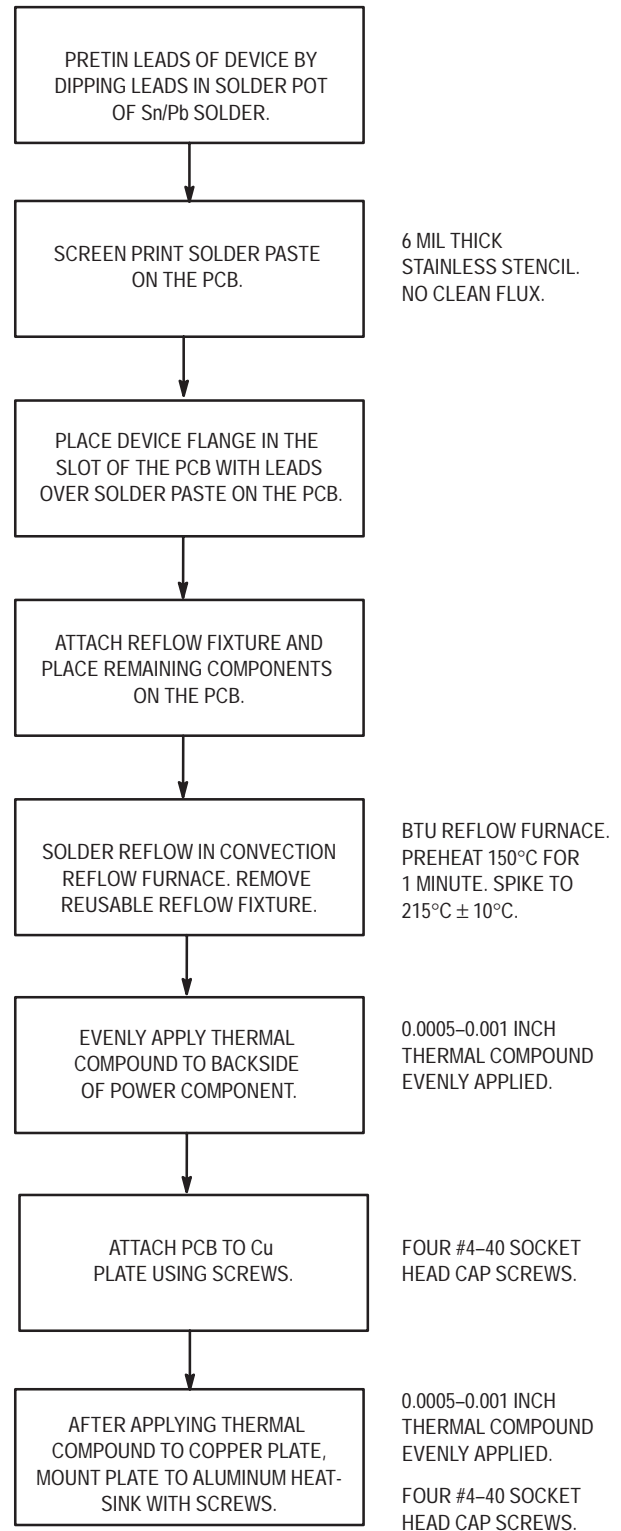 PRETIN LEADS OF DEVICE BY
DIPPING LEADS IN SOLDER POT
OF Sn/Pb SOLDER.
SCREEN PRINT SOLDER PASTE
ON THE PCB.
6 MIL THICK
STAINLESS STENCIL.
NO CLEAN FLUX.
PLACE DEVICE FLANGE IN THE
SLOT OF THE PCB WITH LEADS
OVER SOLDER PASTE ON THE PCB.
ATTACH REFLOW FIXTURE AND
PLACE REMAINING COMPONENTS
ON THE PCB.
SOLDER REFLOW IN CONVECTION
REFLOW FURNACE. REMOVE
REUSABLE REFLOW FIXTURE.
BTU REFLOW FURNACE.
PREHEAT 150°C FOR
1 MINUTE. SPIKE TO
215°C ± 10°C.
EVENLY APPLY THERMAL
COMPOUND TO BACKSIDE
OF POWER COMPONENT.
0.0005–0.001 INCH
THERMAL COMPOUND
EVENLY APPLIED.
ATTACH PCB TO Cu
PLATE USING SCREWS.
FOUR #4–40 SOCKET
HEAD CAP SCREWS.
AFTER APPLYING THERMAL
COMPOUND TO COPPER PLATE,
MOUNT PLATE TO ALUMINUM HEAT-
SINK WITH SCREWS.
0.0005–0.001 INCH
THERMAL COMPOUND
EVENLY APPLIED.
FOUR #4–40 SOCKET
HEAD CAP SCREWS.